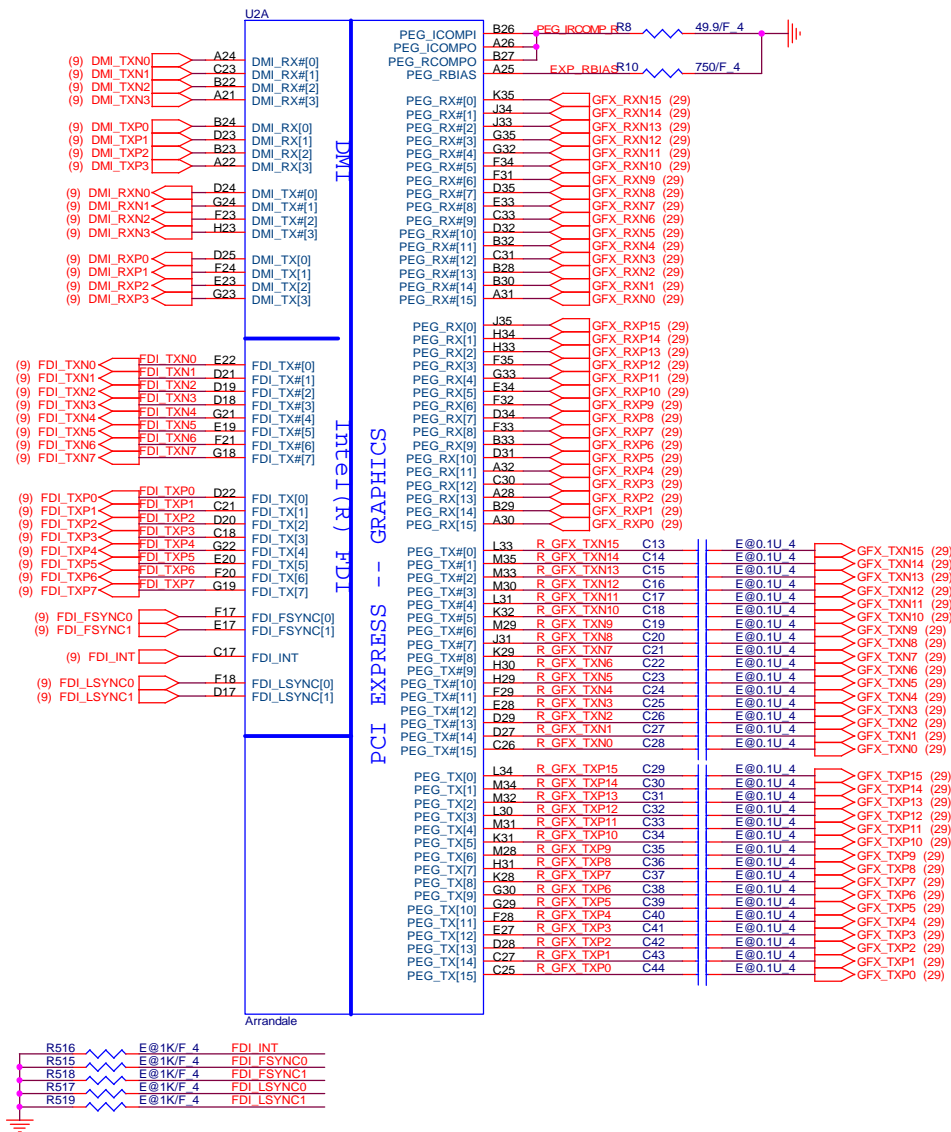 U2A
(9) DMI_TXN0 A24 DMI_RX#[0]
(9) DMI_TXN1 C23 DMI_RX#[1]
(9) DMI_TXN2 B22 DMI_RX#[2]
(9) DMI_TXN3 A21 DMI_RX#[3]
(9) DMI_TXP0 B24 DMI_RX[0]
(9) DMI_TXP1 D23 DMI_RX[1]
(9) DMI_TXP2 B23 DMI_RX[2]
(9) DMI_TXP3 A22 DMI_RX[3]
(9) DMI_RXN0 D24 DMI_TX#[0]
(9) DMI_RXN1 G24 DMI_TX#[1]
(9) DMI_RXN2 F23 DMI_TX#[2]
(9) DMI_RXN3 H23 DMI_TX#[3]
(9) DMI_RXP0 D25 DMI_TX[0]
(9) DMI_RXP1 F24 DMI_TX[1]
(9) DMI_RXP2 E23 DMI_TX[2]
(9) DMI_RXP3 G23 DMI_TX[3]
DMI
(9) FDI_TXN0 FDI_TXN0 E22 FDI_TX#[0]
(9) FDI_TXN1 FDI_TXN1 D21 FDI_TX#[1]
(9) FDI_TXN2 FDI_TXN2 D19 FDI_TX#[2]
(9) FDI_TXN3 FDI_TXN3 D18 FDI_TX#[3]
(9) FDI_TXN4 FDI_TXN4 G21 FDI_TX#[4]
(9) FDI_TXN5 FDI_TXN5 E19 FDI_TX#[5]
(9) FDI_TXN6 FDI_TXN6 F21 FDI_TX#[6]
(9) FDI_TXN7 FDI_TXN7 G18 FDI_TX#[7]
(9) FDI_TXP0 FDI_TXP0 D22 FDI_TX[0]
(9) FDI_TXP1 FDI_TXP1 C21 FDI_TX[1]
(9) FDI_TXP2 FDI_TXP2 D20 FDI_TX[2]
(9) FDI_TXP3 FDI_TXP3 C18 FDI_TX[3]
(9) FDI_TXP4 FDI_TXP4 G22 FDI_TX[4]
(9) FDI_TXP5 FDI_TXP5 E20 FDI_TX[5]
(9) FDI_TXP6 FDI_TXP6 F20 FDI_TX[6]
(9) FDI_TXP7 FDI_TXP7 G19 FDI_TX[7]
(9) FDI_FSYNC0 F17 FDI_FSYNC[0]
(9) FDI_FSYNC1 E17 FDI_FSYNC[1]
(9) FDI_INT C17 FDI_INT
(9) FDI_LSYNC0 F18 FDI_LSYNC[0]
(9) FDI_LSYNC1 D17 FDI_LSYNC[1]
Intel(R) FDI
PCI EXPRESS -- GRAPHICS
PEG_ICOMPI B26 PEG_IRCOMP_R R8 49.9/F_4
PEG_ICOMPO A26
PEG_RCOMPO B27
PEG_RBIAS A25 EXP_RBIAS R10 750/F_4
PEG_RX#[0] K35 GFX_RXN15 (29)
PEG_RX#[1] J34 GFX_RXN14 (29)
PEG_RX#[2] J33 GFX_RXN13 (29)
PEG_RX#[3] G35 GFX_RXN12 (29)
PEG_RX#[4] G32 GFX_RXN11 (29)
PEG_RX#[5] F34 GFX_RXN10 (29)
PEG_RX#[6] F31 GFX_RXN9 (29)
PEG_RX#[7] D35 GFX_RXN8 (29)
PEG_RX#[8] E33 GFX_RXN7 (29)
PEG_RX#[9] C33 GFX_RXN6 (29)
PEG_RX#[10] D32 GFX_RXN5 (29)
PEG_RX#[11] B32 GFX_RXN4 (29)
PEG_RX#[12] C31 GFX_RXN3 (29)
PEG_RX#[13] B28 GFX_RXN2 (29)
PEG_RX#[14] B30 GFX_RXN1 (29)
PEG_RX#[15] A31 GFX_RXN0 (29)
PEG_RX[0] J35 GFX_RXP15 (29)
PEG_RX[1] H34 GFX_RXP14 (29)
PEG_RX[2] H33 GFX_RXP13 (29)
PEG_RX[3] F35 GFX_RXP12 (29)
PEG_RX[4] G33 GFX_RXP11 (29)
PEG_RX[5] E34 GFX_RXP10 (29)
PEG_RX[6] F32 GFX_RXP9 (29)
PEG_RX[7] D34 GFX_RXP8 (29)
PEG_RX[8] F33 GFX_RXP7 (29)
PEG_RX[9] B33 GFX_RXP6 (29)
PEG_RX[10] D31 GFX_RXP5 (29)
PEG_RX[11] A32 GFX_RXP4 (29)
PEG_RX[12] C30 GFX_RXP3 (29)
PEG_RX[13] A28 GFX_RXP2 (29)
PEG_RX[14] B29 GFX_RXP1 (29)
PEG_RX[15] A30 GFX_RXP0 (29)
PEG_TX#[0] L33 R_GFX_TXN15 C13 E@0.1U_4 GFX_TXN15 (29)
PEG_TX#[1] M35 R_GFX_TXN14 C14 E@0.1U_4 GFX_TXN14 (29)
PEG_TX#[2] M33 R_GFX_TXN13 C15 E@0.1U_4 GFX_TXN13 (29)
PEG_TX#[3] M30 R_GFX_TXN12 C16 E@0.1U_4 GFX_TXN12 (29)
PEG_TX#[4] L31 R_GFX_TXN11 C17 E@0.1U_4 GFX_TXN11 (29)
PEG_TX#[5] K32 R_GFX_TXN10 C18 E@0.1U_4 GFX_TXN10 (29)
PEG_TX#[6] M29 R_GFX_TXN9 C19 E@0.1U_4 GFX_TXN9 (29)
PEG_TX#[7] J31 R_GFX_TXN8 C20 E@0.1U_4 GFX_TXN8 (29)
PEG_TX#[8] K29 R_GFX_TXN7 C21 E@0.1U_4 GFX_TXN7 (29)
PEG_TX#[9] H30 R_GFX_TXN6 C22 E@0.1U_4 GFX_TXN6 (29)
PEG_TX#[10] H29 R_GFX_TXN5 C23 E@0.1U_4 GFX_TXN5 (29)
PEG_TX#[11] F29 R_GFX_TXN4 C24 E@0.1U_4 GFX_TXN4 (29)
PEG_TX#[12] E28 R_GFX_TXN3 C25 E@0.1U_4 GFX_TXN3 (29)
PEG_TX#[13] D29 R_GFX_TXN2 C26 E@0.1U_4 GFX_TXN2 (29)
PEG_TX#[14] D27 R_GFX_TXN1 C27 E@0.1U_4 GFX_TXN1 (29)
PEG_TX#[15] C26 R_GFX_TXN0 C28 E@0.1U_4 GFX_TXN0 (29)
PEG_TX[0] L34 R_GFX_TXP15 C29 E@0.1U_4 GFX_TXP15 (29)
PEG_TX[1] M34 R_GFX_TXP14 C30 E@0.1U_4 GFX_TXP14 (29)
PEG_TX[2] M32 R_GFX_TXP13 C31 E@0.1U_4 GFX_TXP13 (29)
PEG_TX[3] L30 R_GFX_TXP12 C32 E@0.1U_4 GFX_TXP12 (29)
PEG_TX[4] M31 R_GFX_TXP11 C33 E@0.1U_4 GFX_TXP11 (29)
PEG_TX[5] K31 R_GFX_TXP10 C34 E@0.1U_4 GFX_TXP10 (29)
PEG_TX[6] M28 R_GFX_TXP9 C35 E@0.1U_4 GFX_TXP9 (29)
PEG_TX[7] H31 R_GFX_TXP8 C36 E@0.1U_4 GFX_TXP8 (29)
PEG_TX[8] K28 R_GFX_TXP7 C37 E@0.1U_4 GFX_TXP7 (29)
PEG_TX[9] G30 R_GFX_TXP6 C38 E@0.1U_4 GFX_TXP6 (29)
PEG_TX[10] G29 R_GFX_TXP5 C39 E@0.1U_4 GFX_TXP5 (29)
PEG_TX[11] F28 R_GFX_TXP4 C40 E@0.1U_4 GFX_TXP4 (29)
PEG_TX[12] E27 R_GFX_TXP3 C41 E@0.1U_4 GFX_TXP3 (29)
PEG_TX[13] D28 R_GFX_TXP2 C42 E@0.1U_4 GFX_TXP2 (29)
PEG_TX[14] C27 R_GFX_TXP1 C43 E@0.1U_4 GFX_TXP1 (29)
PEG_TX[15] C25 R_GFX_TXP0 C44 E@0.1U_4 GFX_TXP0 (29)
Arrandale
R516 E@1K/F_4 FDI_INT
R515 E@1K/F_4 FDI_FSYNC0
R518 E@1K/F_4 FDI_FSYNC1
R517 E@1K/F_4 FDI_LSYNC0
R519 E@1K/F_4 FDI_LSYNC1